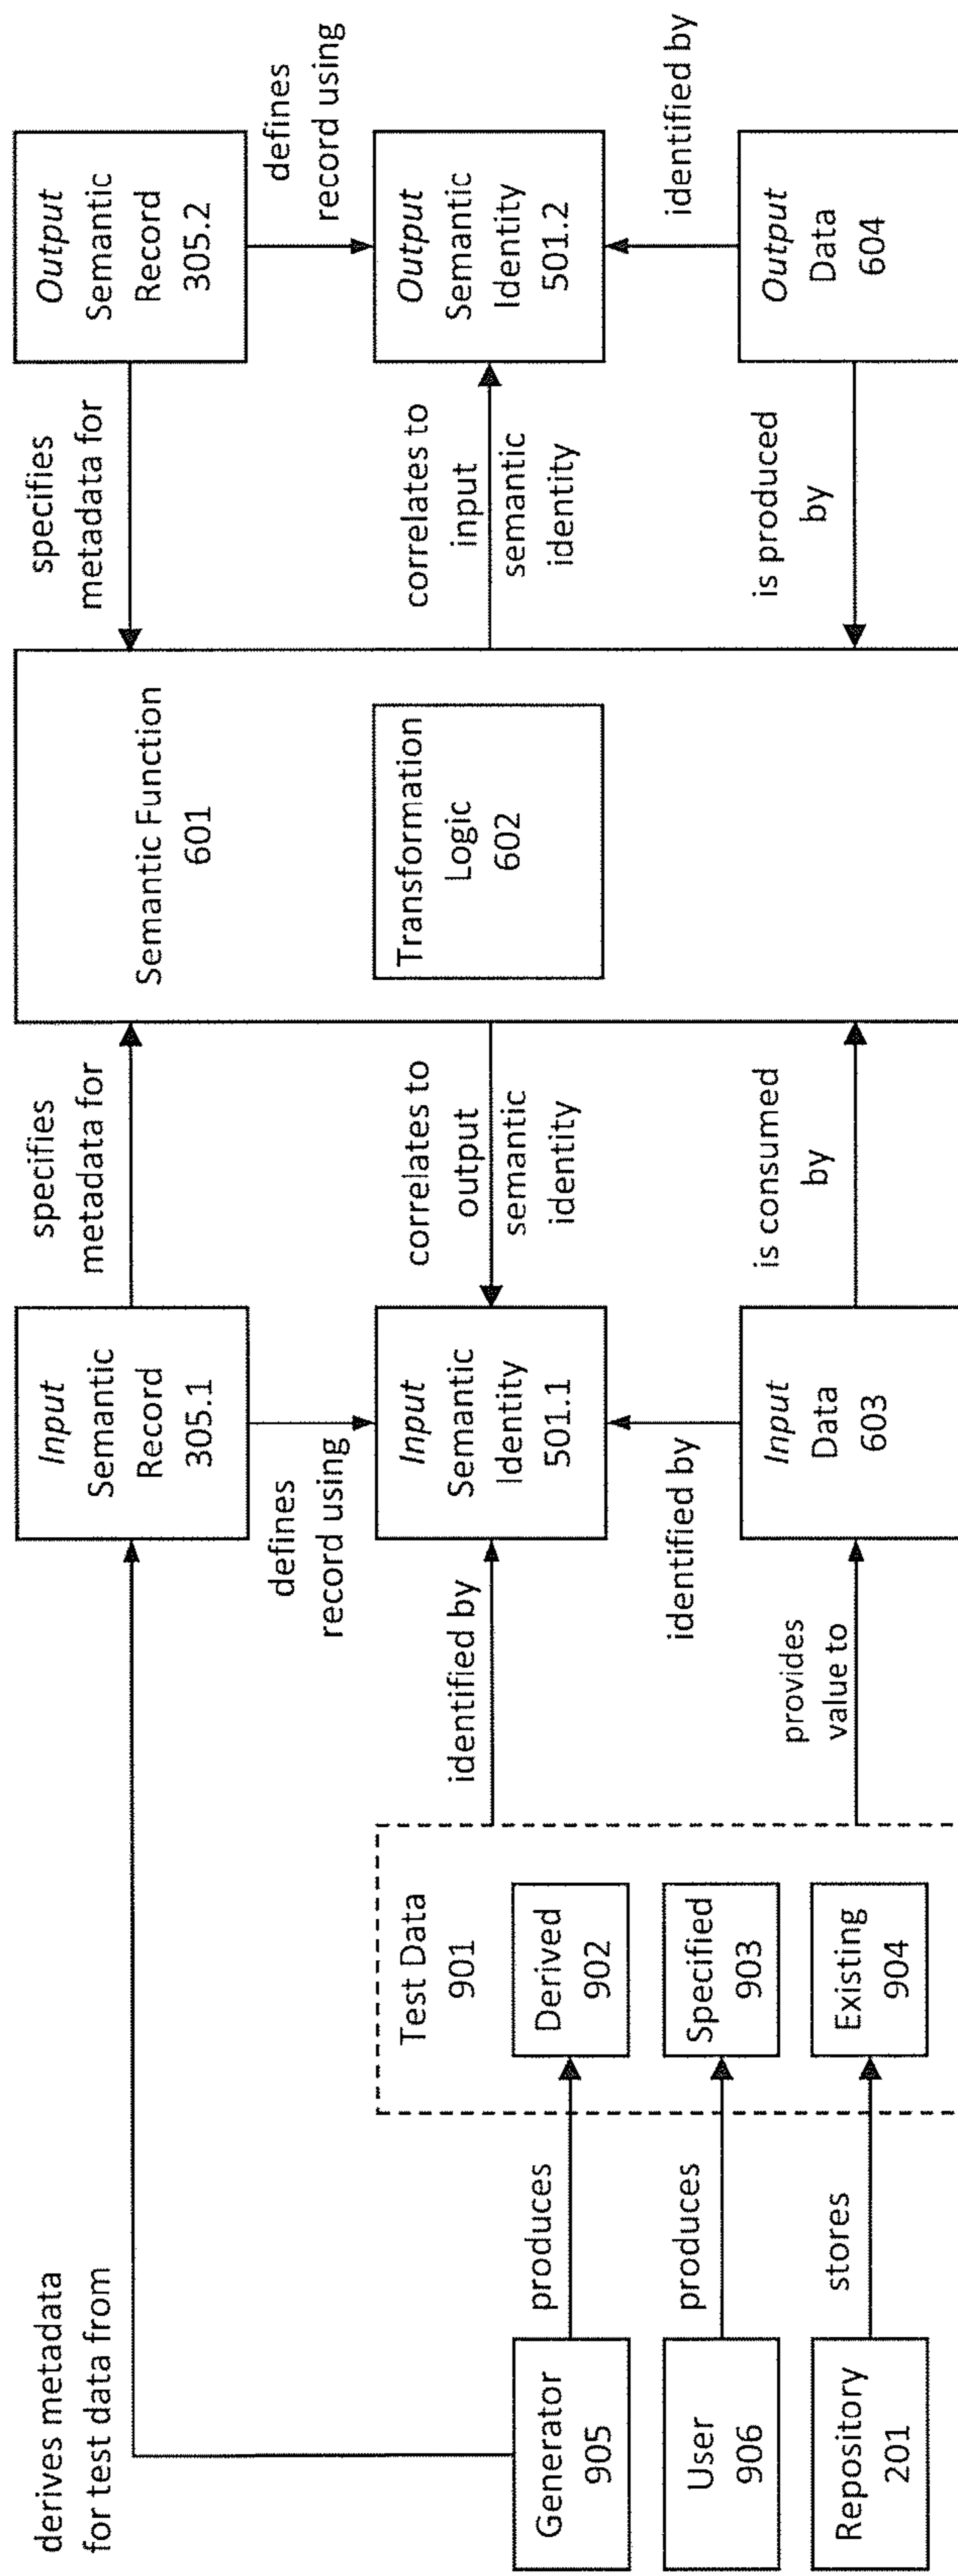 derives metadata
for test data from
Generator
905
User
906
Repository
201
produces
produces
stores
Test Data
901
Derived
902
Specified
903
Existing
904
identified by
provides
value to
Input
Semantic
Record
305.1
defines
record using
Input
Semantic
Identity
501.1
identified by
Input
Data
603
specifies
metadata for
correlates to
output
semantic
identity
is consumed
by
Semantic Function
601
Transformation
Logic
602
specifies
metadata for
correlates to
input
semantic
identity
is produced
by
Output
Semantic
Record
305.2
defines
record using
Output
Semantic
Identity
501.2
identified by
Output
Data
604